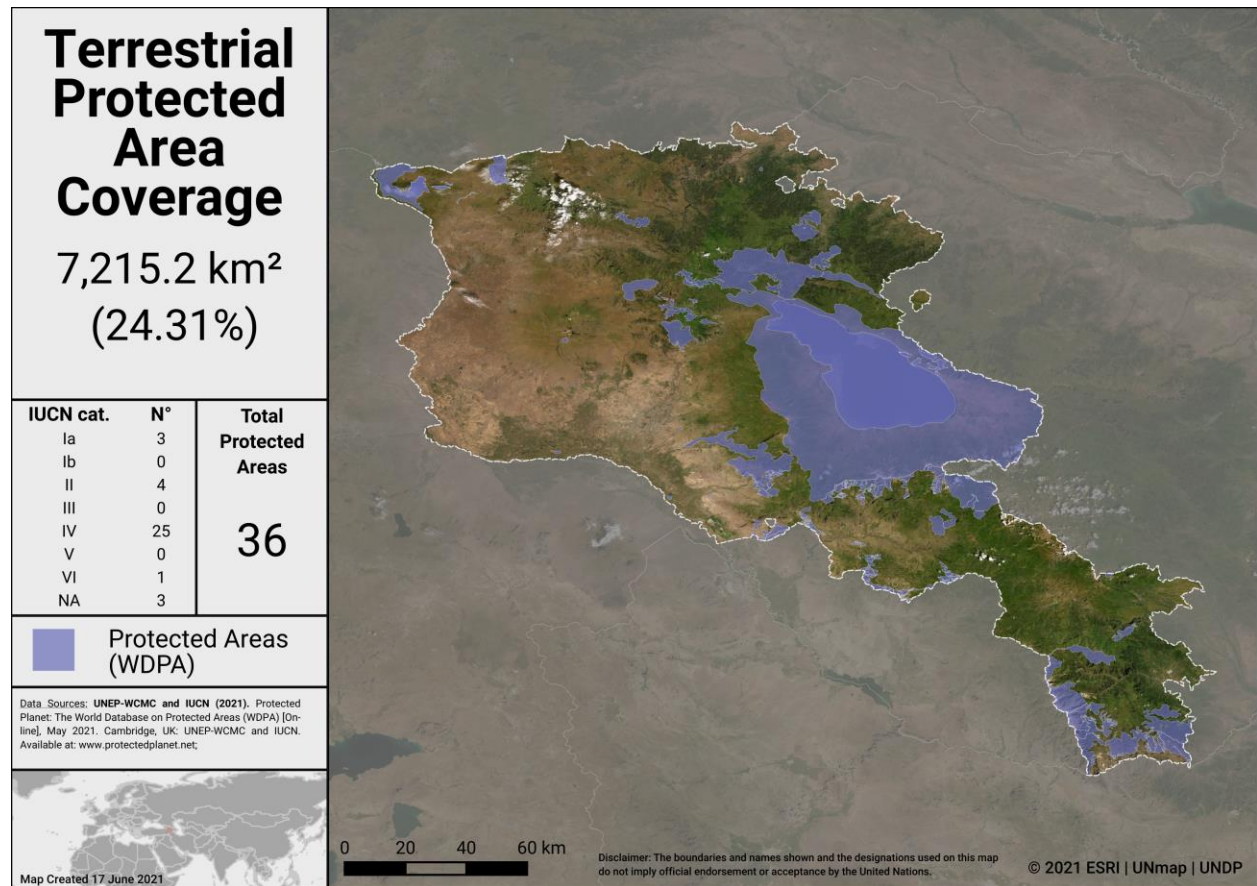 Terrestrial
Protected
Area
Coverage
7,215.2 km²
(24.31%)
IUCN cat. N°
Ia 3
Ib 0
II 4
III 0
IV 25
V 0
VI 1
NA 3
Total
Protected
Areas
36
Protected Areas
(WDPA)
Data Sources: UNEP-WCMC and IUCN (2021). Protected
Planet: The World Database on Protected Areas (WDPA) [On-
line], May 2021. Cambridge, UK: UNEP-WCMC and IUCN.
Available at: www.protectedplanet.net;
Map Created 17 June 2021
0 20 40 60 km
Disclaimer: The boundaries and names shown and the designations used on this map
do not imply official endorsement or acceptance by the United Nations.
© 2021 ESRI | UNmap | UNDP